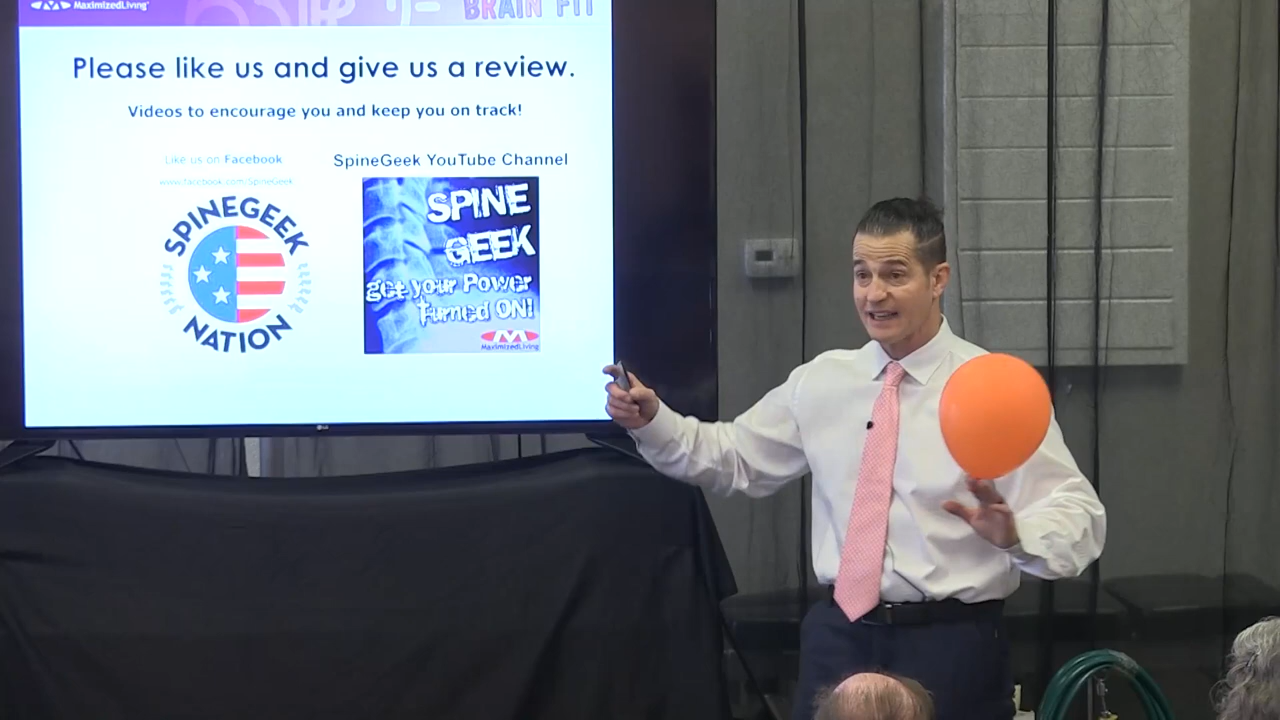 MaximizedLiving
BRAIN FIT
Please like us and give us a review.
Videos to encourage you and keep you on track!
Like us on Facebook
www.facebook.com/SpineGeek
SPINEGEEK
NATION
SpineGeek YouTube Channel
SPINE
GEEK
get your Power
turned ON!
MaximizedLiving
LG